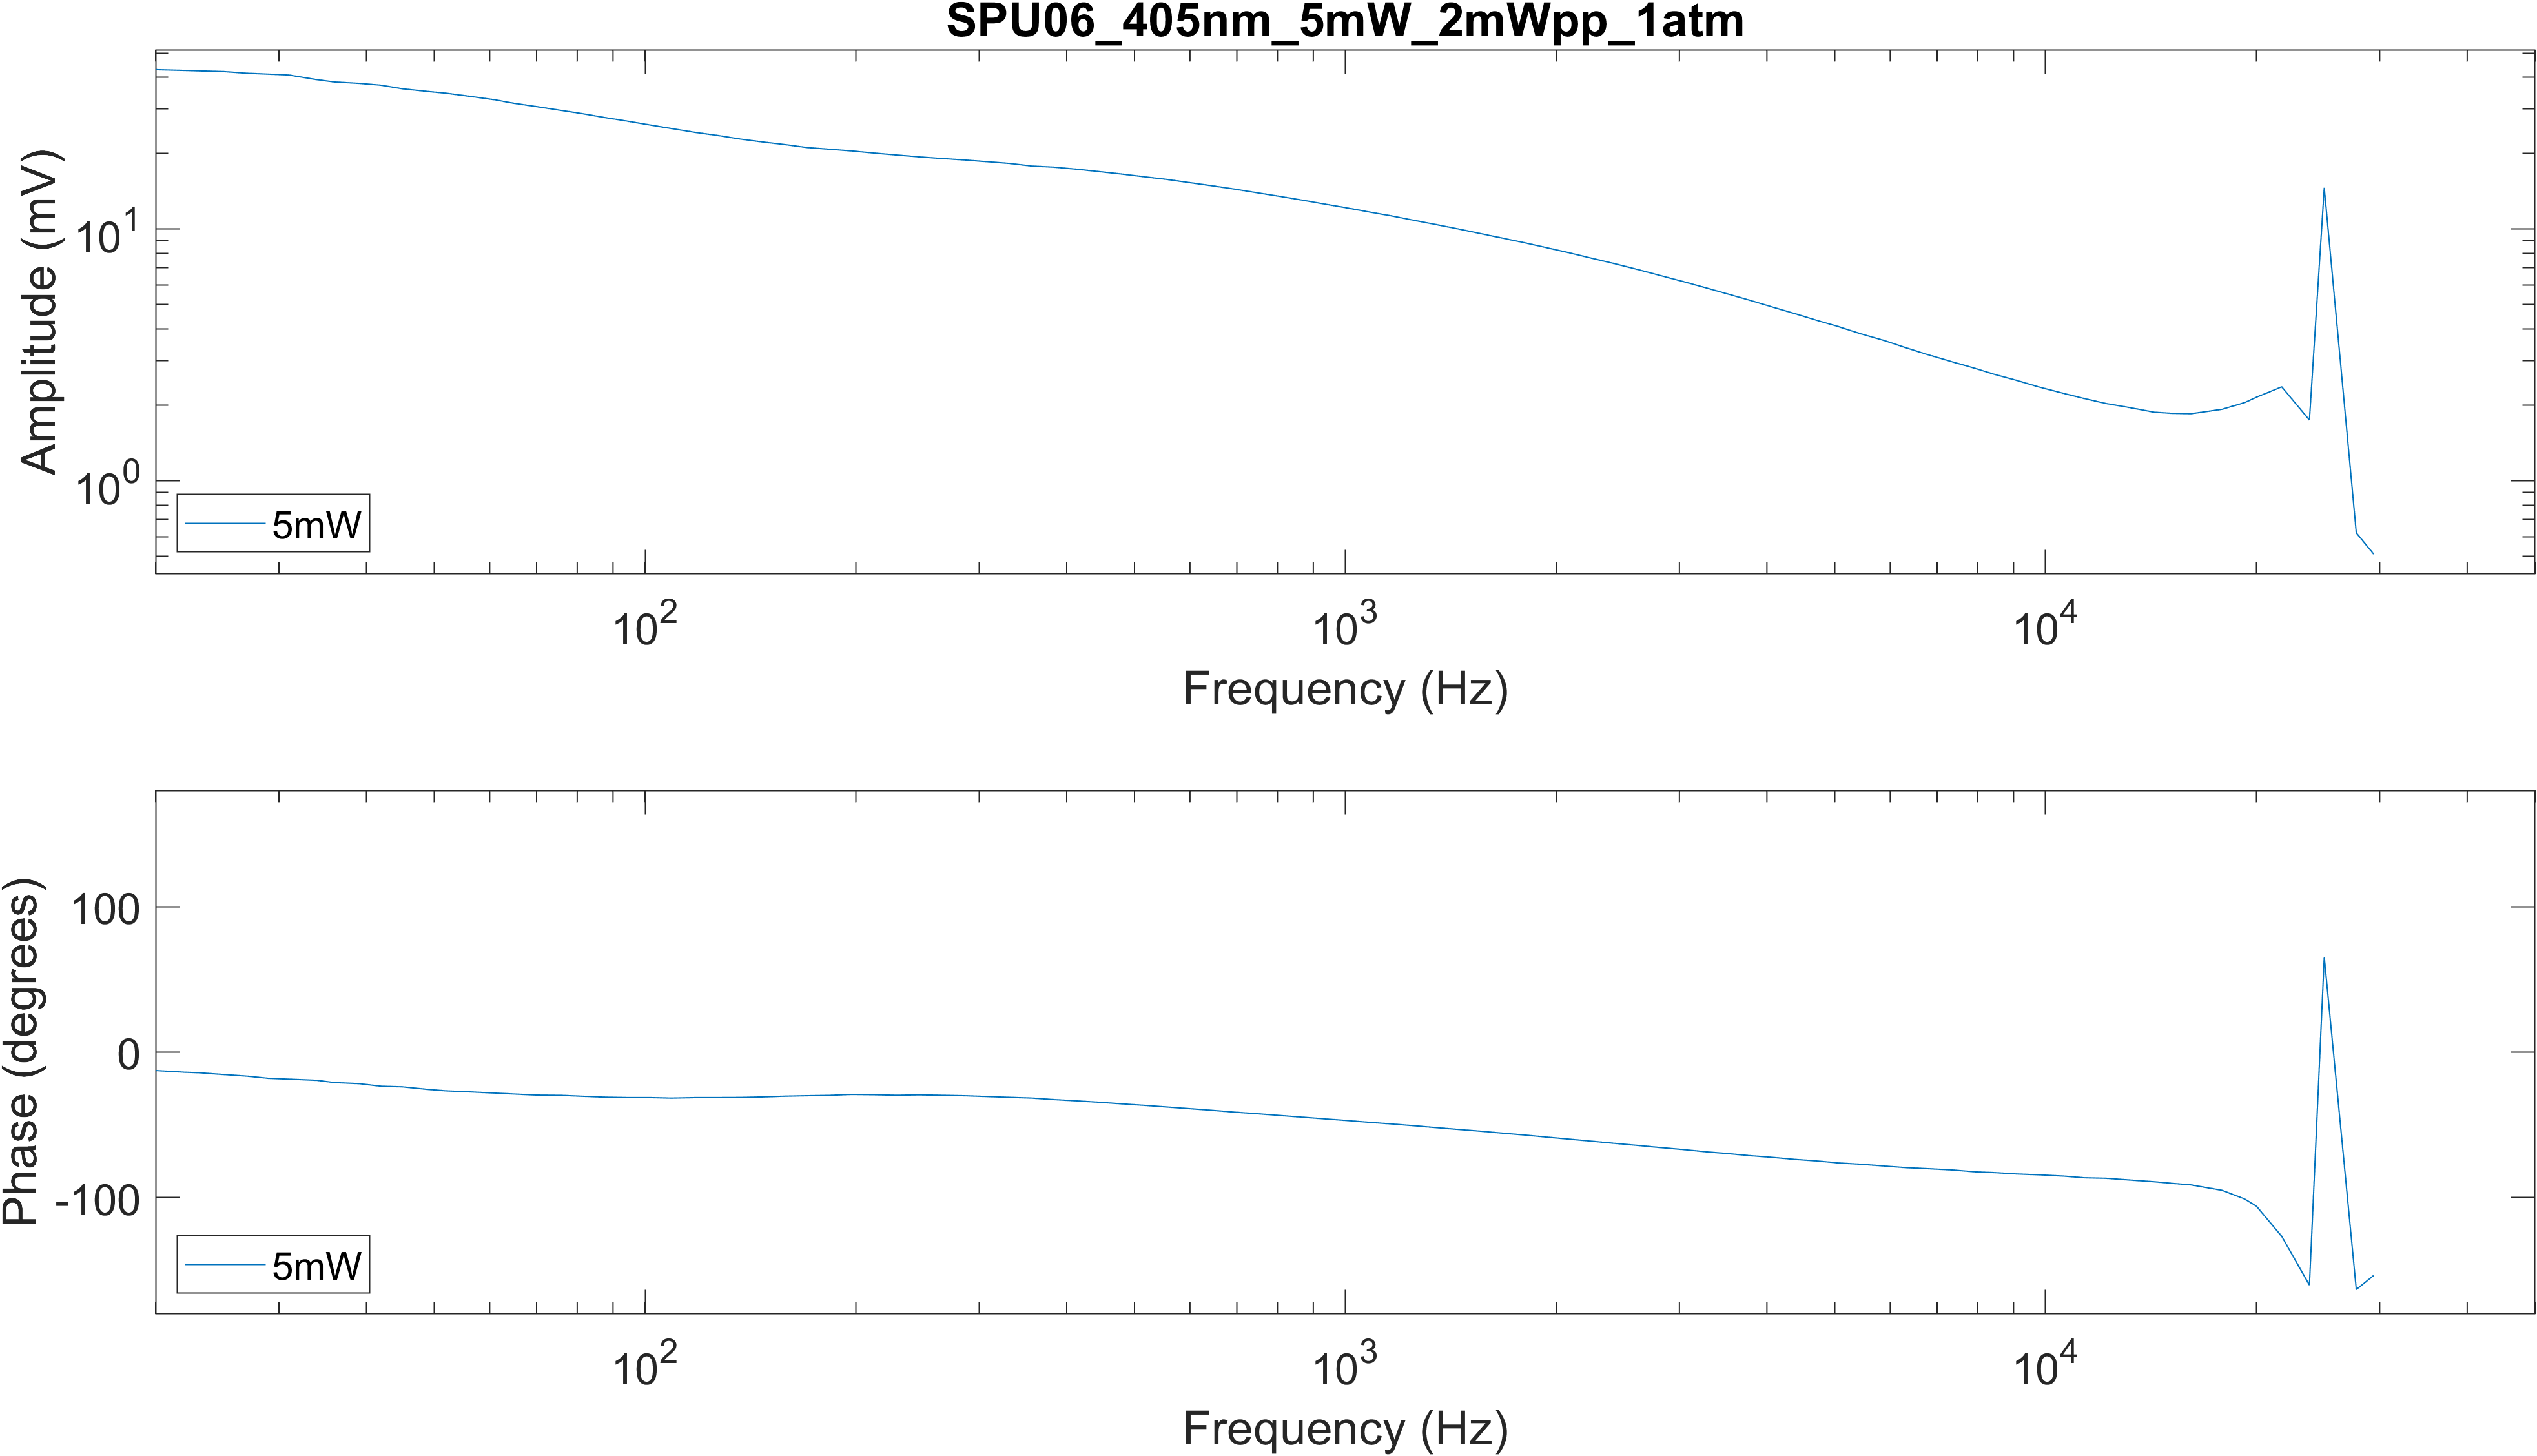 SPU06_405nm_5mW_2mWpp_1atm
Amplitude (mV)
10^1
10^0
5mW
10^2 10^3 10^4
Frequency (Hz)
Phase (degrees)
100
0
-100
5mW
10^2 10^3 10^4
Frequency (Hz)